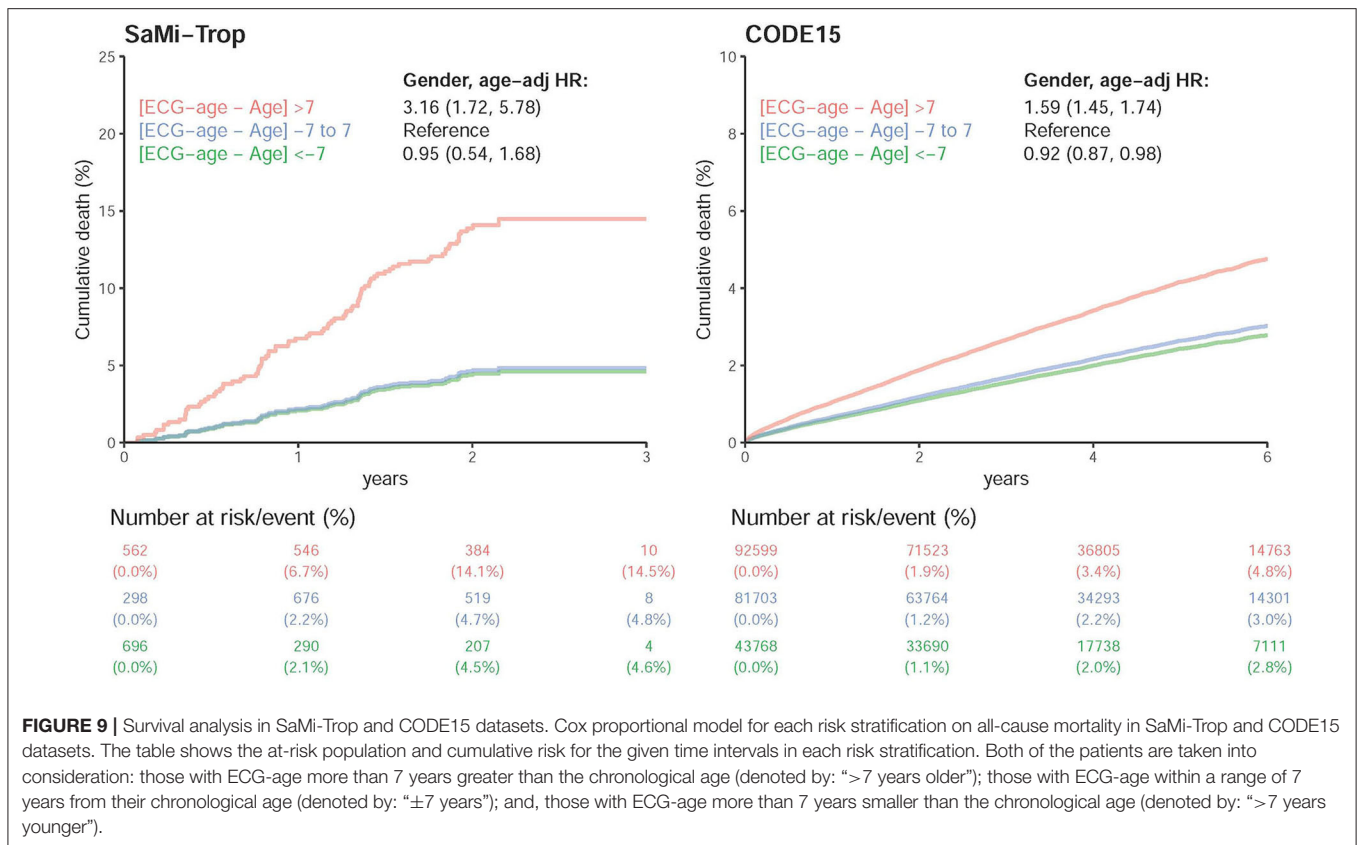 SaMi–Trop
25
20
15
10
5
0
Cumulative death (%)
[ECG–age – Age] >7
[ECG–age – Age] –7 to 7
[ECG–age – Age] <–7
Gender, age–adj HR:
3.16 (1.72, 5.78)
Reference
0.95 (0.54, 1.68)
0 1 2 3
years
Number at risk/event (%)
562 546 384 10
(0.0%) (6.7%) (14.1%) (14.5%)
298 676 519 8
(0.0%) (2.2%) (4.7%) (4.8%)
696 290 207 4
(0.0%) (2.1%) (4.5%) (4.6%)
CODE15
10
8
6
4
2
0
Cumulative death (%)
[ECG–age – Age] >7
[ECG–age – Age] –7 to 7
[ECG–age – Age] <–7
Gender, age–adj HR:
1.59 (1.45, 1.74)
Reference
0.92 (0.87, 0.98)
0 2 4 6
years
Number at risk/event (%)
92599 71523 36805 14763
(0.0%) (1.9%) (3.4%) (4.8%)
81703 63764 34293 14301
(0.0%) (1.2%) (2.2%) (3.0%)
43768 33690 17738 7111
(0.0%) (1.1%) (2.0%) (2.8%)
FIGURE 9 | Survival analysis in SaMi-Trop and CODE15 datasets. Cox proportional model for each risk stratification on all-cause mortality in SaMi-Trop and CODE15
datasets. The table shows the at-risk population and cumulative risk for the given time intervals in each risk stratification. Both of the patients are taken into
consideration: those with ECG-age more than 7 years greater than the chronological age (denoted by: “>7 years older”); those with ECG-age within a range of 7
years from their chronological age (denoted by: “±7 years”); and, those with ECG-age more than 7 years smaller than the chronological age (denoted by: “>7 years
younger”).